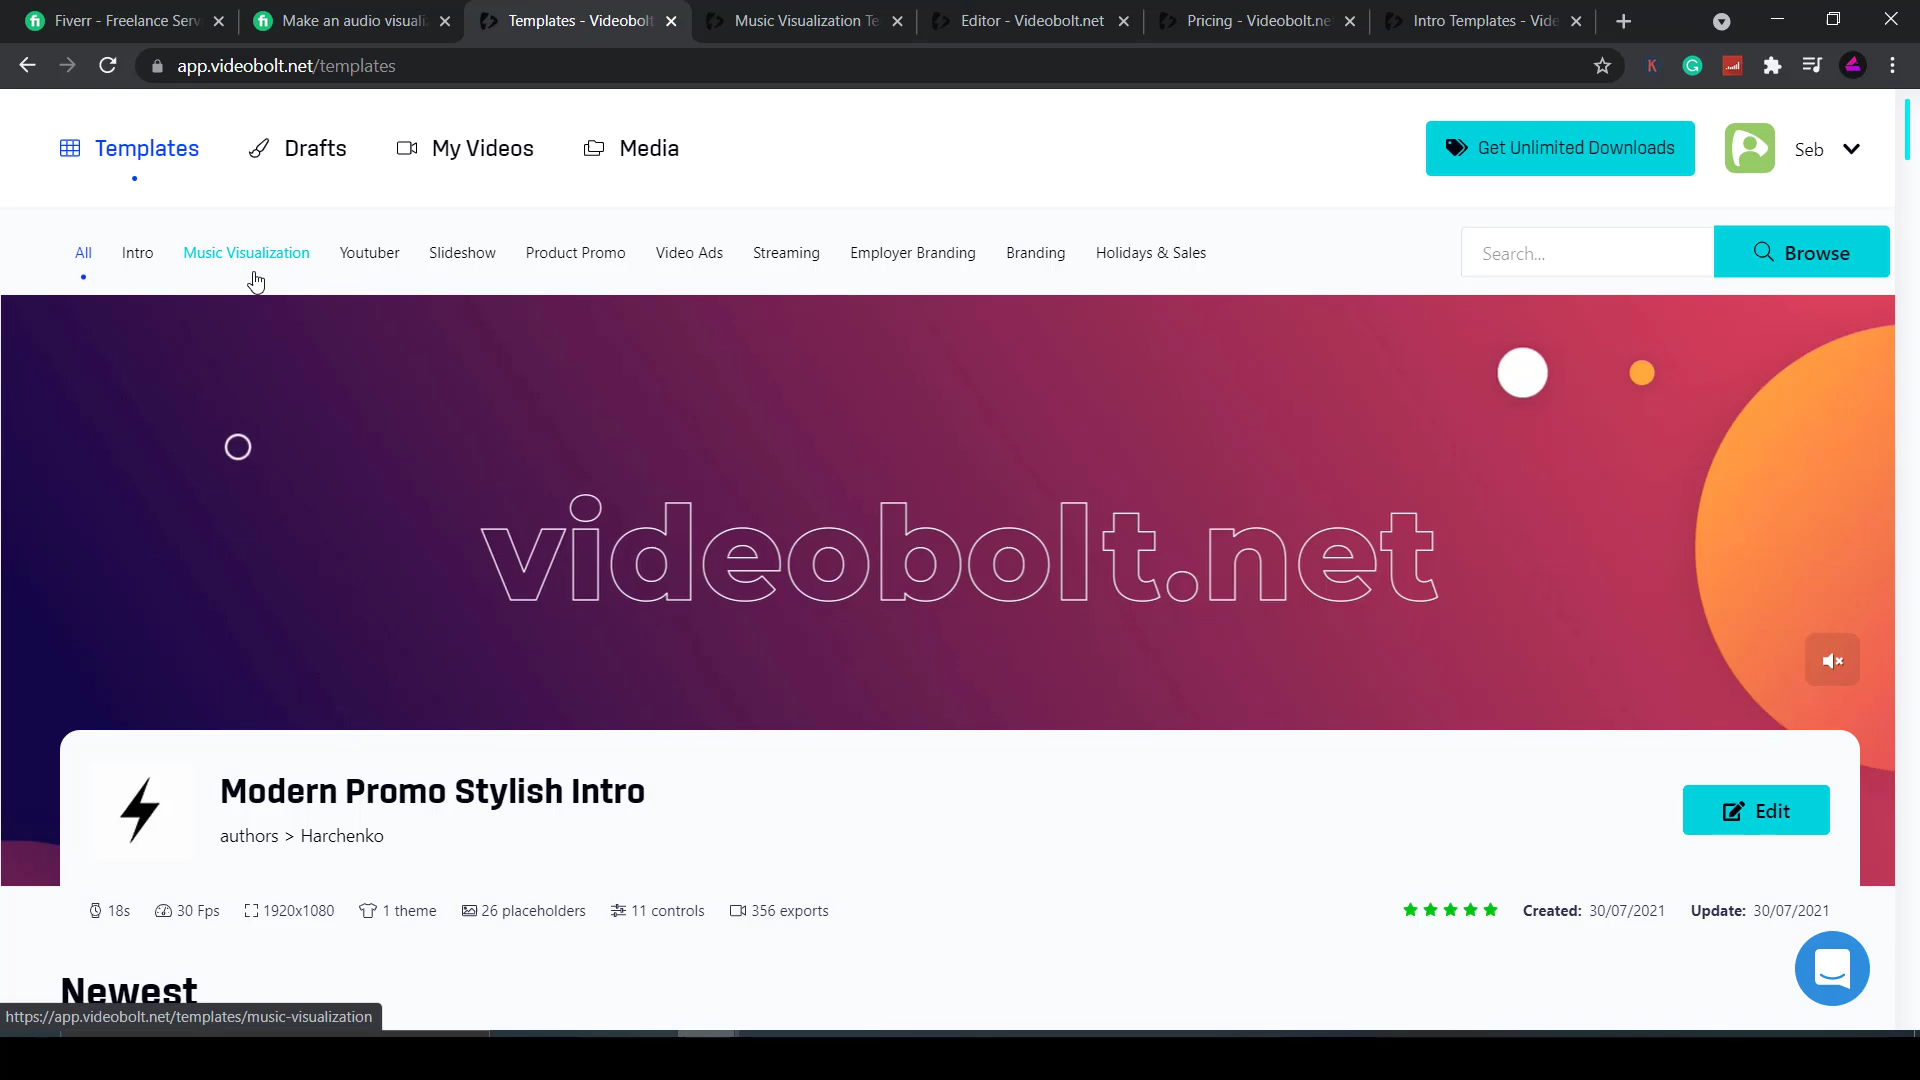 Fiverr - Freelance Serv
Make an audio visuali
Templates - Videobolt
Music Visualization Te
Editor - Videobolt.net
Pricing - Videobolt.ne
Intro Templates - Vide
app.videobolt.net/templates
Templates
Drafts
My Videos
Media
Get Unlimited Downloads
Seb
All
Intro
Music Visualization
Youtuber
Slideshow
Product Promo
Video Ads
Streaming
Employer Branding
Branding
Holidays & Sales
Search...
Browse
videobolt.net
Modern Promo Stylish Intro
authors > Harchenko
Edit
18s
30 Fps
1920x1080
1 theme
26 placeholders
11 controls
356 exports
Created: 30/07/2021
Update: 30/07/2021
Newest
https://app.videobolt.net/templates/music-visualization